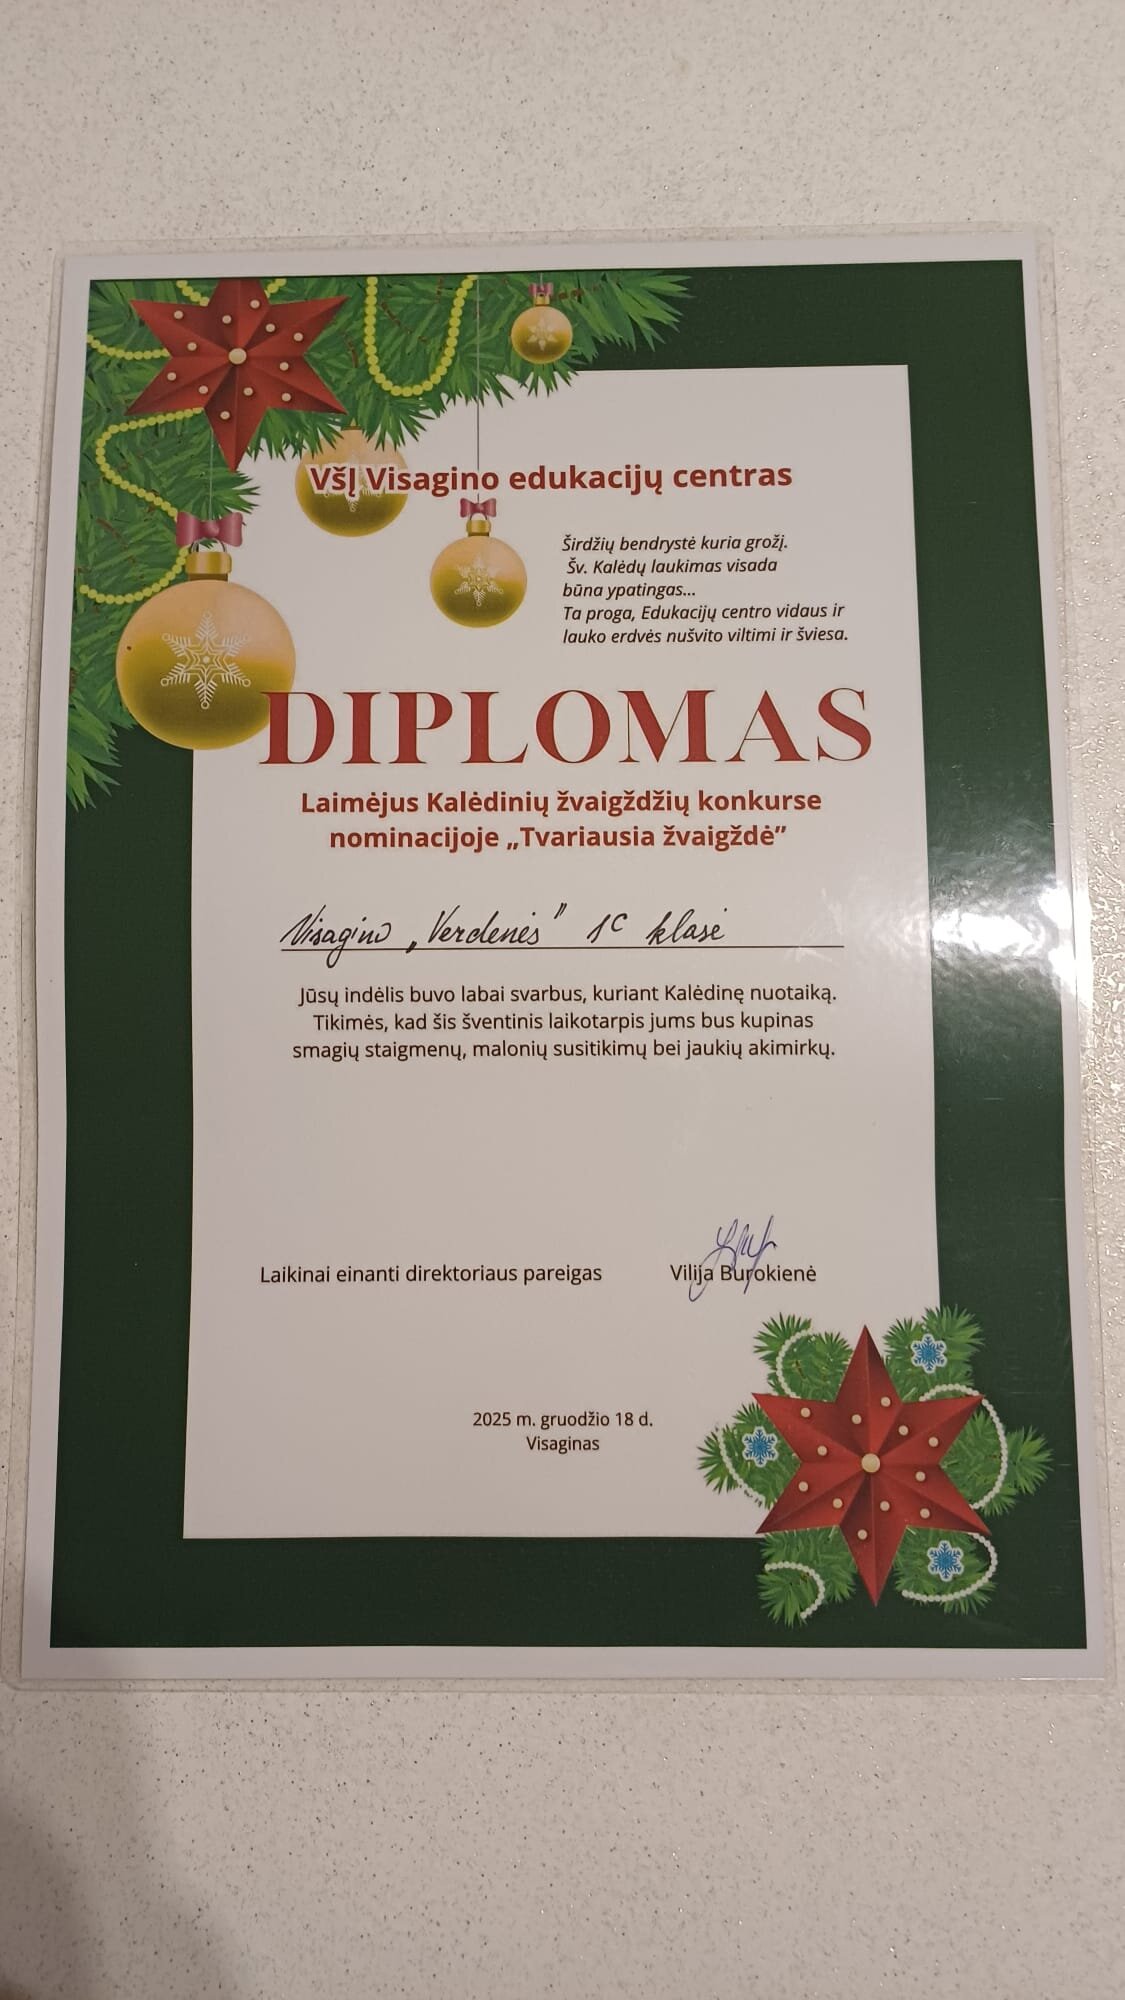 VšĮ Visagino edukacijų centras
Širdžių bendrystė kuria grožį.
Šv. Kalėdų laukimas visada
būna ypatingas...
Ta proga, Edukacijų centro vidaus ir
lauko erdvės nušvito viltimi ir šviesa.
DIPLOMAS
Laimėjus Kalėdinių žvaigždžių konkurse
nominacijoje „Tvariausia žvaigždė”
Visagino „Verdenės” 1C klasė
Jūsų indėlis buvo labai svarbus, kuriant Kalėdinę nuotaiką.
Tikimės, kad šis šventinis laikotarpis jums bus kupinas
smagių staigmenų, malonių susitikimų bei jaukių akimirkų.
Laikinai einanti direktoriaus pareigas Vilija Burokienė
2025 m. gruodžio 18 d.
Visaginas